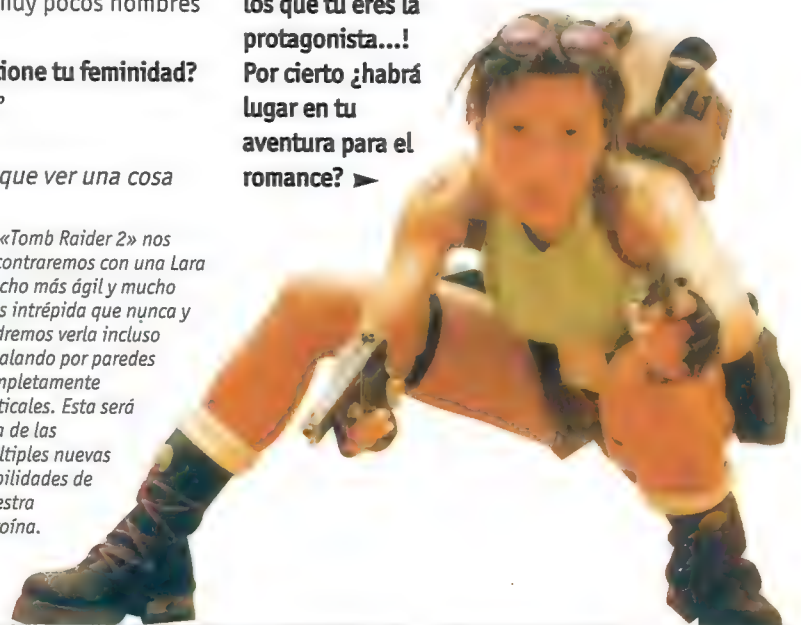 muy pocos hombres
ione tu feminidad?
que ver una cosa
«Tomb Raider 2» nos
contraremos con una Lara
cho más ágil y mucho
s intrépida que nunca y
dremos verla incluso
alando por paredes
mpletamente
ticales. Esta será
a de las
ltiples nuevas
bilidades de
estra
roína.
los que tú eres la
protagonista...!
Por cierto ¿habrá
lugar en tu
aventura para el
romance? ►